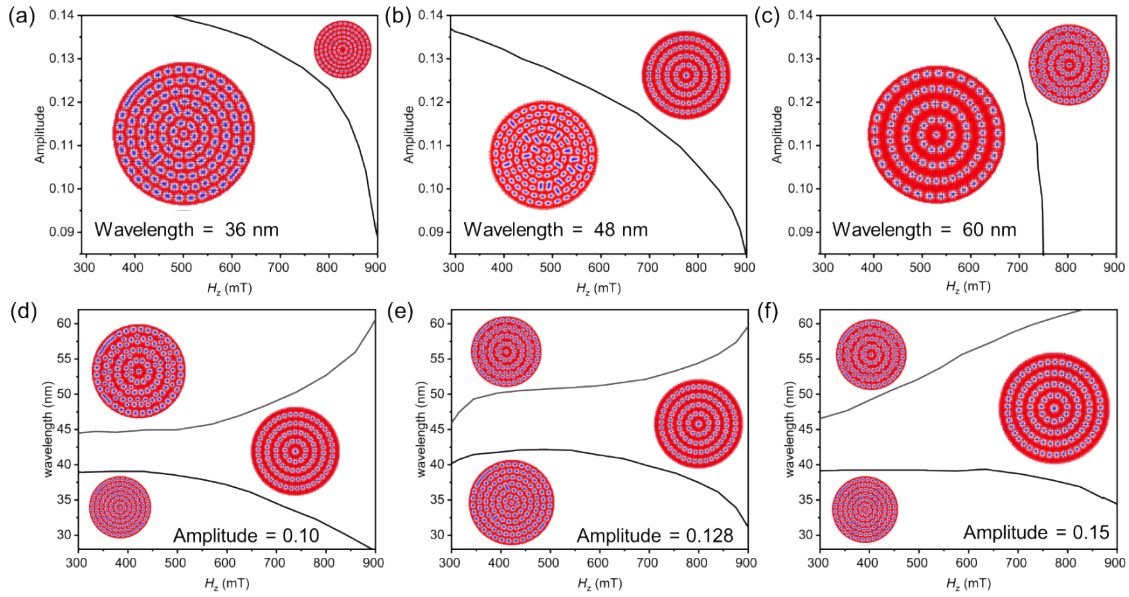 (a)
0.14
0.13
0.12
0.11
0.10
0.09
Amplitude
Wavelength = 36 nm
300 400 500 600 700 800 900
Hz (mT)
(b)
0.14
0.13
0.12
0.11
0.10
0.09
Amplitude
Wavelength = 48 nm
300 400 500 600 700 800 900
Hz (mT)
(c)
0.14
0.13
0.12
0.11
0.10
0.09
Amplitude
Wavelength = 60 nm
300 400 500 600 700 800 900
Hz (mT)
(d)
60
55
50
45
40
35
30
wavelength (nm)
Amplitude = 0.10
300 400 500 600 700 800 900
Hz (mT)
(e)
60
55
50
45
40
35
30
wavelength (nm)
Amplitude = 0.128
300 400 500 600 700 800 900
Hz (mT)
(f)
60
55
50
45
40
35
30
wavelength (nm)
Amplitude = 0.15
300 400 500 600 700 800 900
Hz (mT)